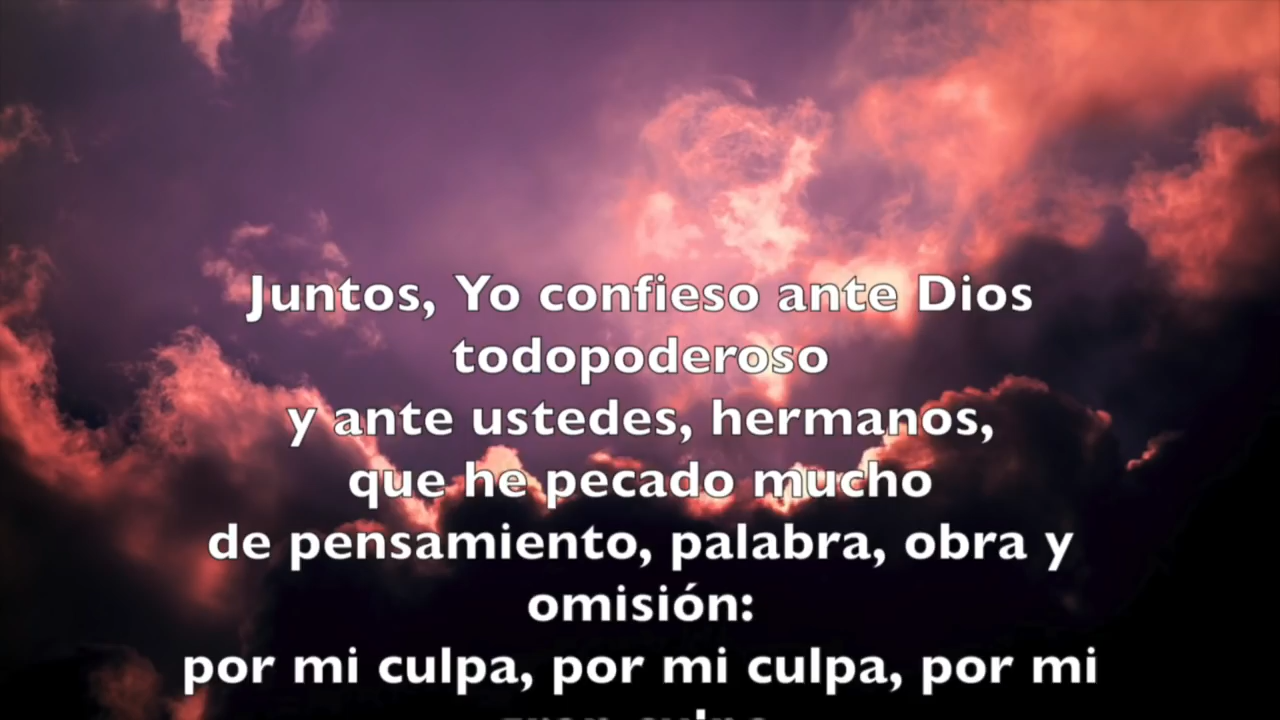 Juntos, Yo confieso ante Dios
todopoderoso
y ante ustedes, hermanos,
que he pecado mucho
de pensamiento, palabra, obra y
omisión:
por mi culpa, por mi culpa, por mi